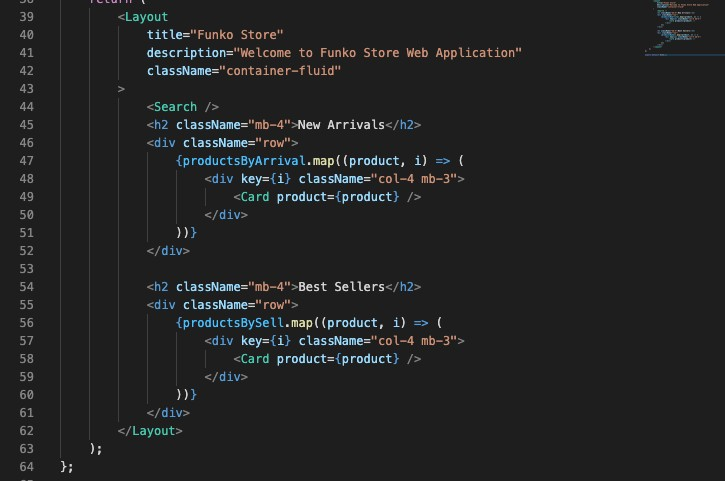 return (
39 <Layout
40 title="Funko Store"
41 description="Welcome to Funko Store Web Application"
42 className="container-fluid"
43 >
44 <Search />
45 <h2 className="mb-4">New Arrivals</h2>
46 <div className="row">
47 {productsByArrival.map((product, i) => (
48 <div key={i} className="col-4 mb-3">
49 <Card product={product} />
50 </div>
51 ))}
52 </div>
53
54 <h2 className="mb-4">Best Sellers</h2>
55 <div className="row">
56 {productsBySell.map((product, i) => (
57 <div key={i} className="col-4 mb-3">
58 <Card product={product} />
59 </div>
60 ))}
61 </div>
62 </Layout>
63 );
64 };